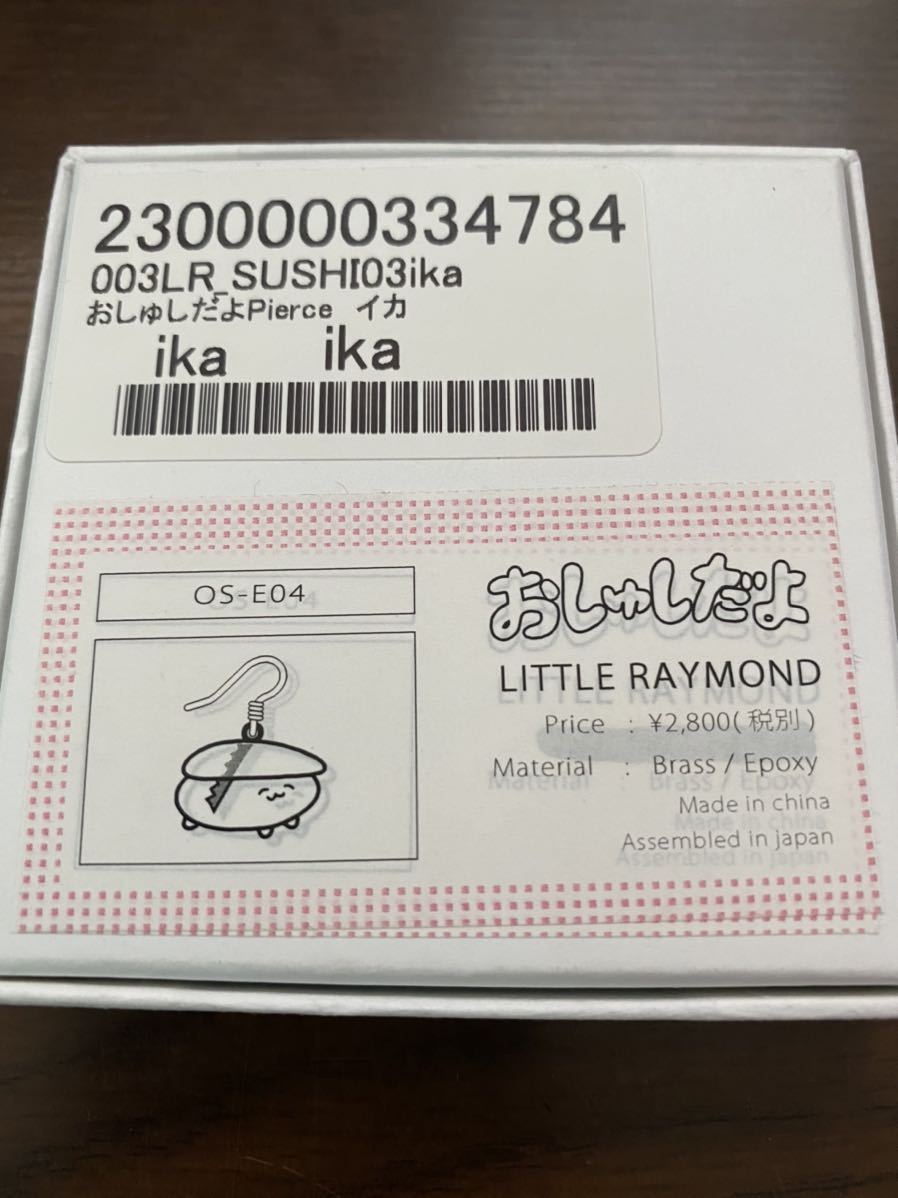 2300000334784
003LR_SUSHI03ika
おしゅしだよPierce イカ
ika ika
OS-E04
おしゅしだよ
LITTLE RAYMOND
Price : ¥2,800(税別)
Material : Brass / Epoxy
Made in china
Assembled in japan